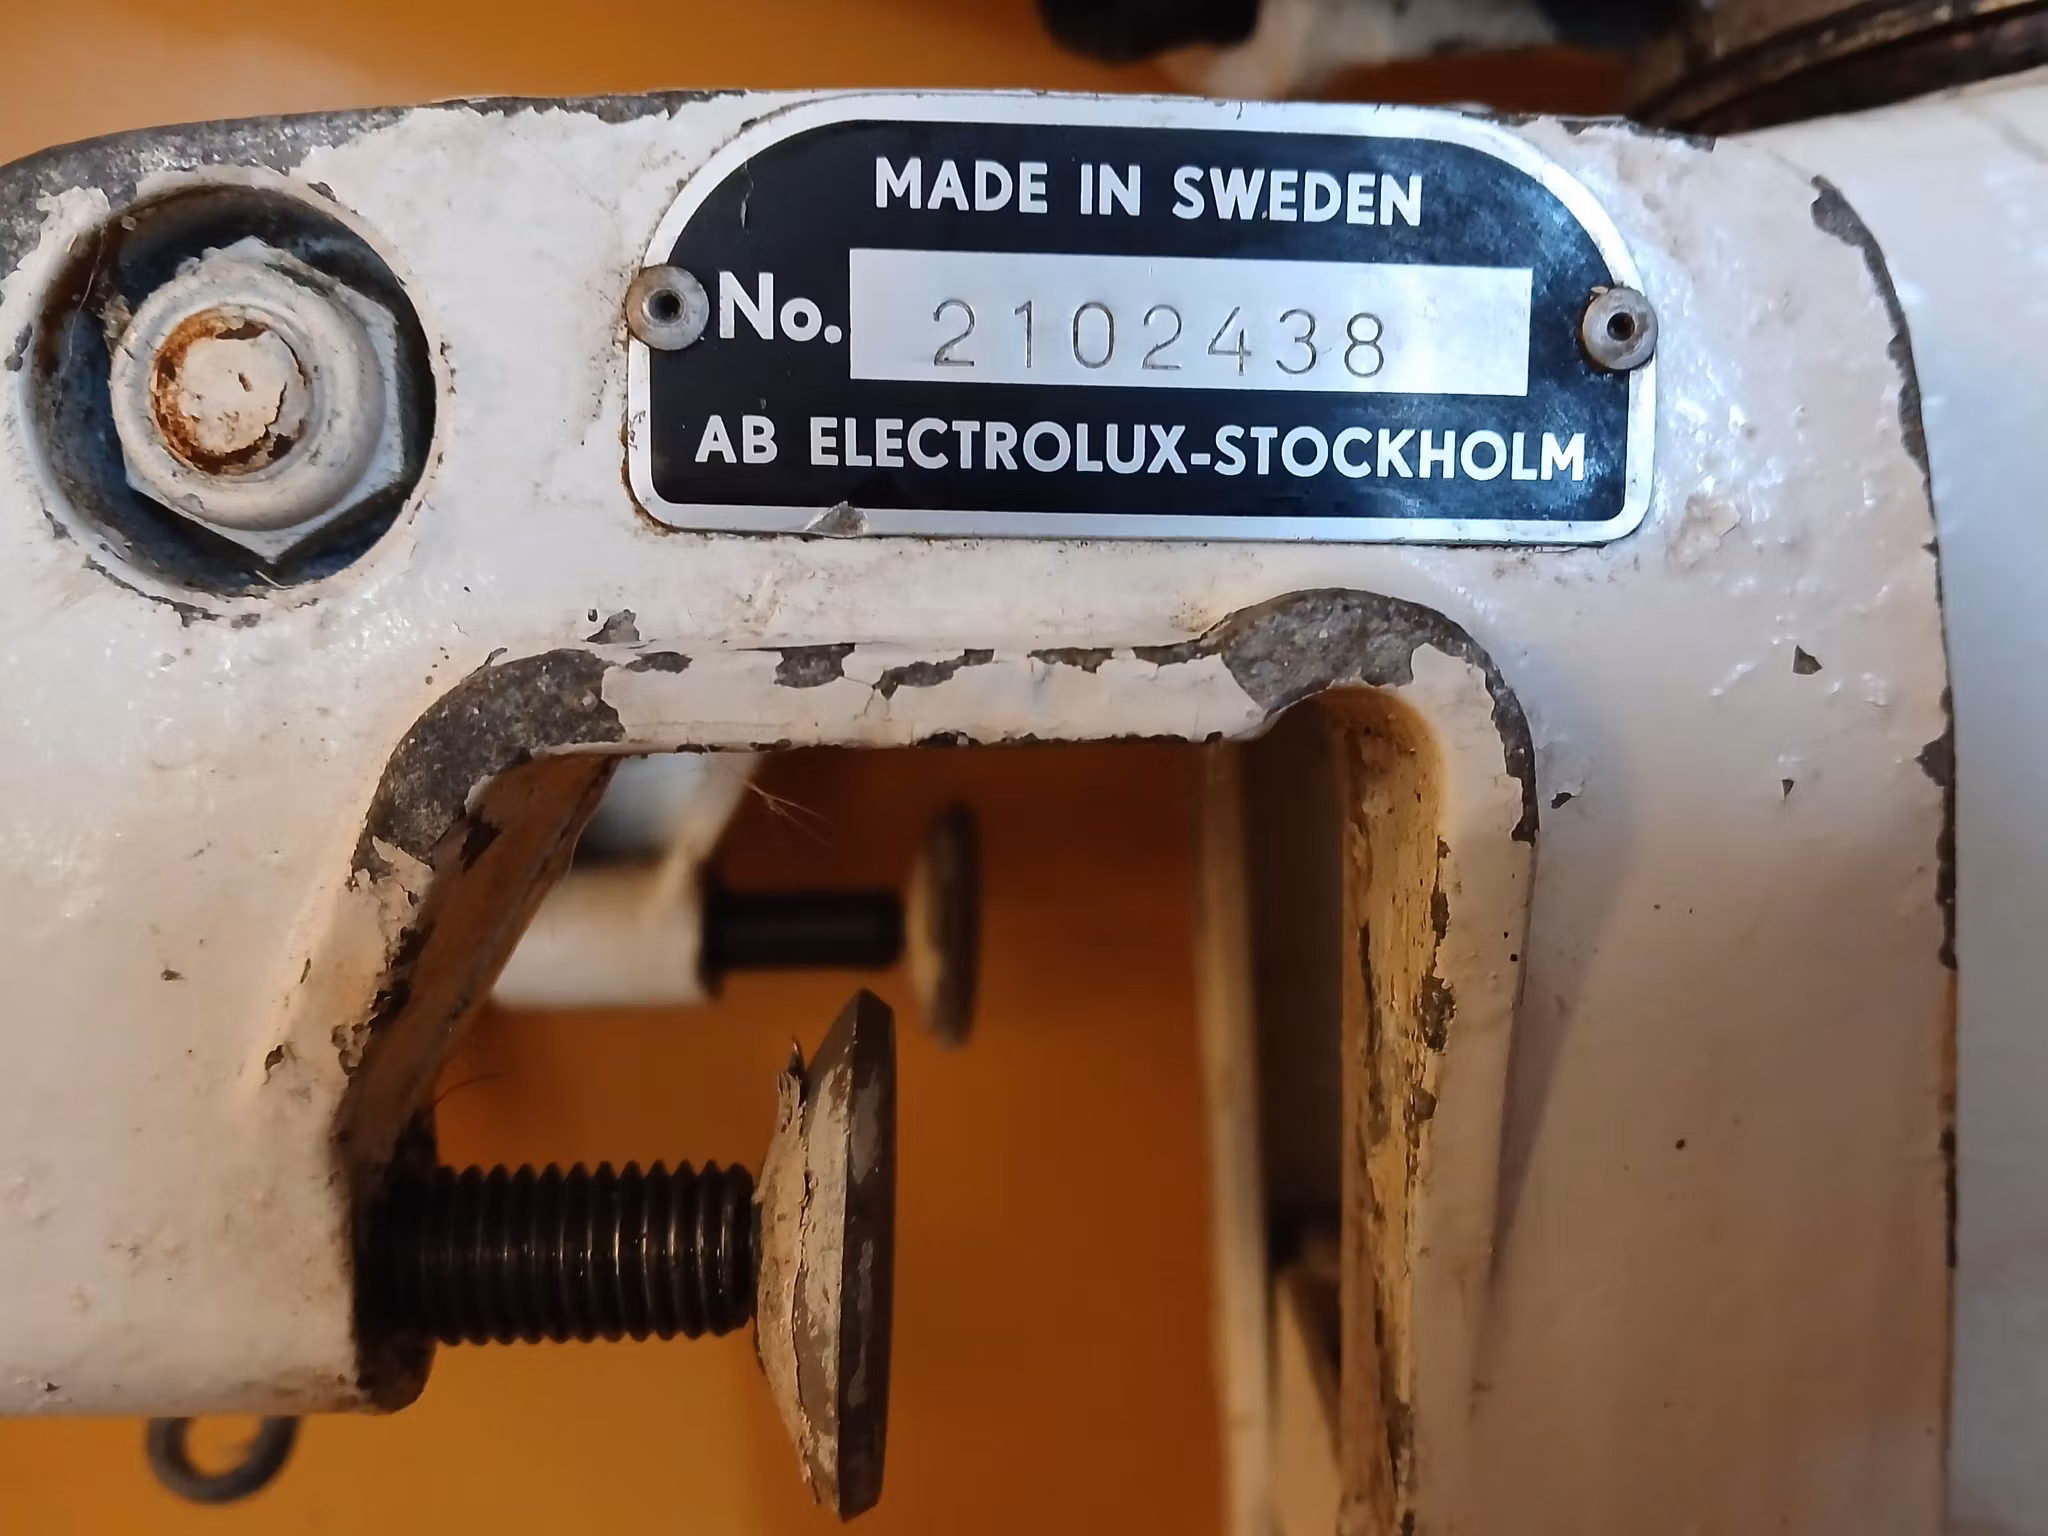 MADE IN SWEDEN
No. 2102438
AB ELECTROLUX-STOCKHOLM